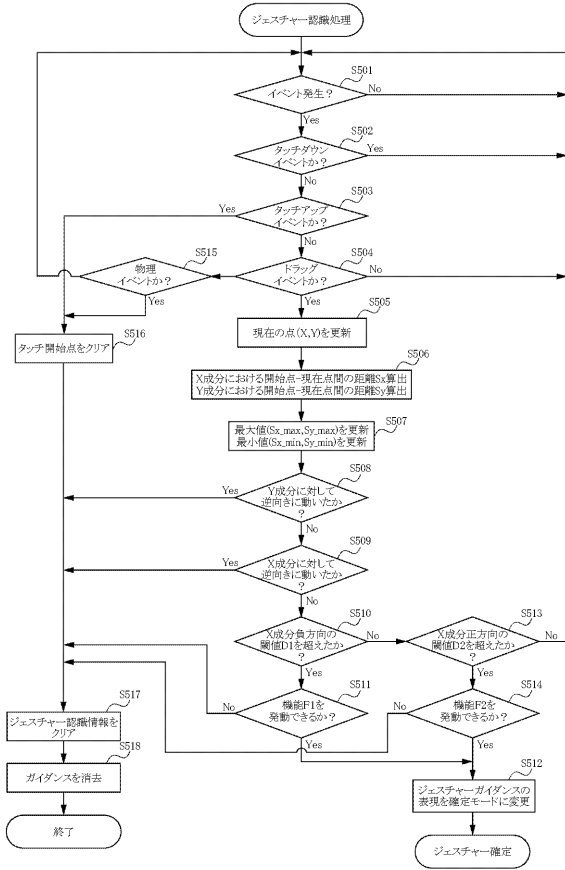 ジェスチャー認識処理
S501
イベント発生？
No
Yes
S502
タッチダウン
イベントか？
Yes
No
S503
タッチアップ
イベントか？
Yes
No
S504
ドラッグ
イベントか？
No
Yes
S515
物理
イベントか？
Yes
S505
現在の点(X,Y)を更新
S516
タッチ開始点をクリア
S506
X成分における開始点-現在点間の距離Sx算出
Y成分における開始点-現在点間の距離Sy算出
S507
最大値(Sx_max,Sy_max)を更新
最小値(Sx_min,Sy_min)を更新
S508
Y成分に対して
逆向きに動いたか
？
Yes
No
S509
X成分に対して
逆向きに動いたか
？
Yes
No
S510
X成分負方向の
閾値D1を超えたか
？
No
Yes
S513
X成分正方向の
閾値D2を超えたか
？
No
Yes
S511
機能F1を
発動できるか？
No
Yes
S514
機能F2を
発動できるか？
No
Yes
S517
ジェスチャー認識情報を
クリア
S518
ガイダンスを消去
終了
S512
ジェスチャーガイダンスの
表現を確定モードに変更
ジェスチャー確定